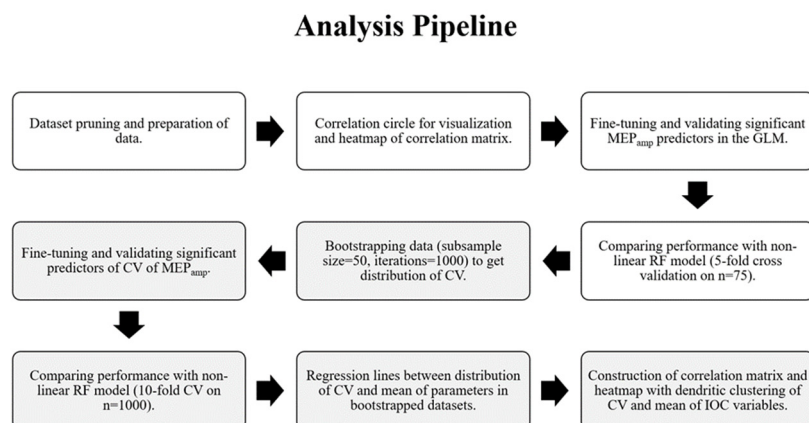 Analysis Pipeline
Dataset pruning and preparation of
data.
Correlation circle for visualization
and heatmap of correlation matrix.
Fine-tuning and validating significant
MEPamp predictors in the GLM.
Fine-tuning and validating significant
predictors of CV of MEPamp.
Bootstrapping data (subsample
size=50, iterations=1000) to get
distribution of CV.
Comparing performance with non-
linear RF model (5-fold cross
validation on n=75).
Comparing performance with non-
linear RF model (10-fold CV on
n=1000).
Regression lines between distribution
of CV and mean of parameters in
bootstrapped datasets.
Construction of correlation matrix and
heatmap with dendritic clustering of
CV and mean of IOC variables.